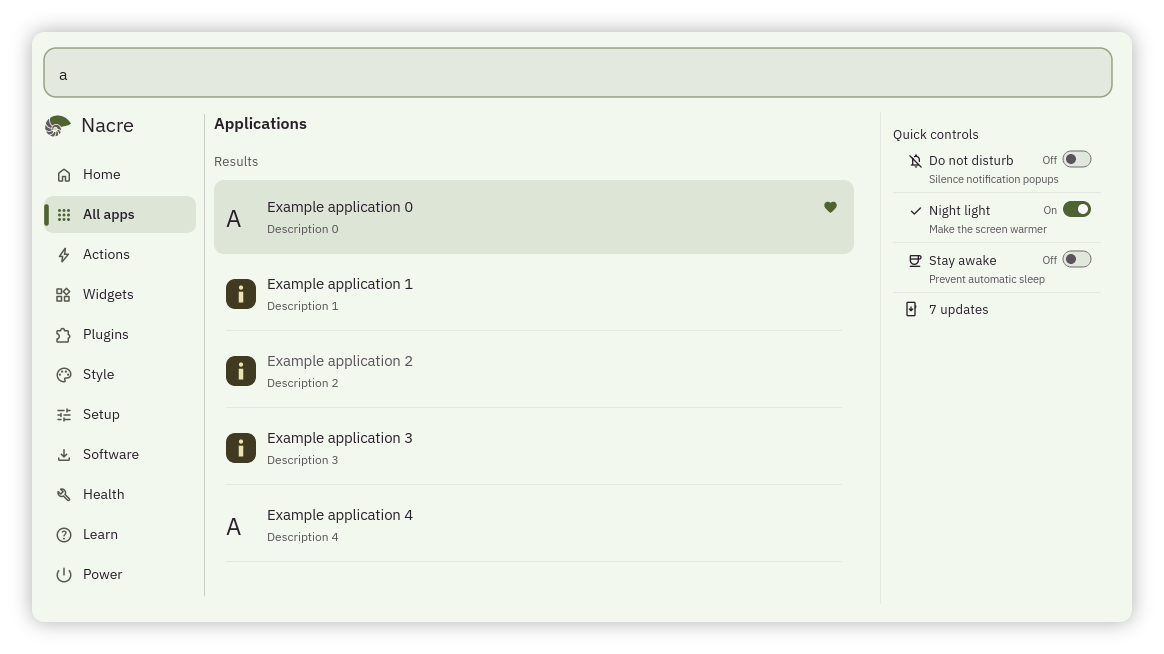 a
Nacre
Home
All apps
Actions
Widgets
Plugins
Style
Setup
Software
Health
Learn
Power
Applications
Results
A
Example application 0
Description 0
Example application 1
Description 1
Example application 2
Description 2
Example application 3
Description 3
A
Example application 4
Description 4
Quick controls
Do not disturb Off
Silence notification popups
Night light On
Make the screen warmer
Stay awake Off
Prevent automatic sleep
7 updates